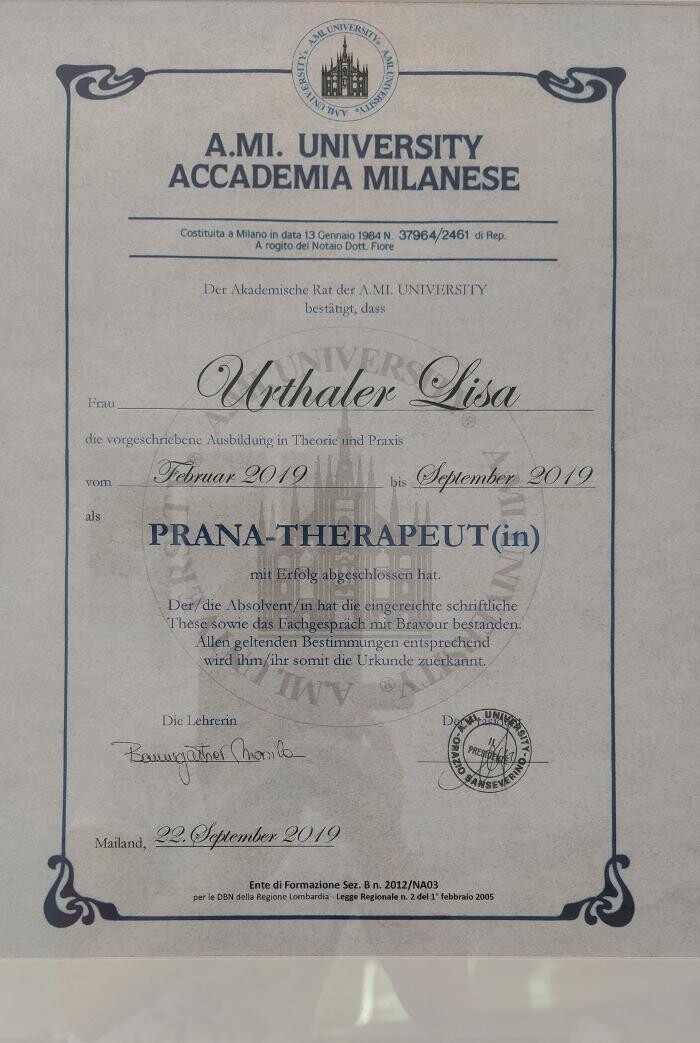 A.MI. UNIVERSITY® A.MI. UNIVERSITY® A.MI. UNIVERSITY®
A.MI. UNIVERSITY
ACCADEMIA MILANESE
Costituita a Milano in data 13 Gennaio 1984 N. 37964/2461 di Rep.
A rogito del Notaio Dott. Fiore
Der Akademische Rat der A.MI. UNIVERSITY
bestätigt, dass
Frau Urthaler Lisa
die vorgeschriebene Ausbildung in Theorie und Praxis
vom Februar 2019 bis September 2019
als
PRANA-THERAPEUT(in)
mit Erfolg abgeschlossen hat.
Der/die Absolvent/in hat die eingereichte schriftliche
These sowie das Fachgespräch mit Bravour bestanden.
Allen geltenden Bestimmungen entsprechend
wird ihm/ihr somit die Urkunde zuerkannt.
Die Lehrerin
Baumgartner Monika
A.MI. UNIVERSITY
IL PRESIDENTE
ORAZIO SANSEVERINO
Mailand, 22. September 2019
Ente di Formazione Sez. B n. 2012/NA03
per le DBN della Regione Lombardia - Legge Regionale n. 2 del 1° febbraio 2005